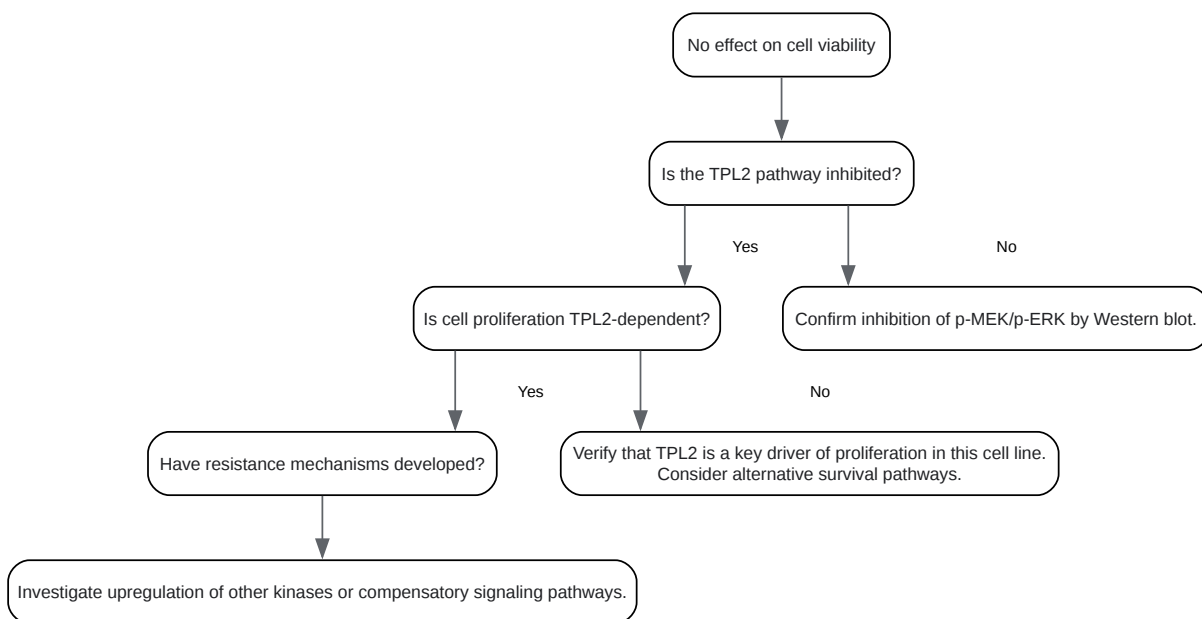 No effect on cell viability
Is the TPL2 pathway inhibited?
Yes
No
Is cell proliferation TPL2-dependent?
Confirm inhibition of p-MEK/p-ERK by Western blot.
Yes
No
Have resistance mechanisms developed?
Verify that TPL2 is a key driver of proliferation in this cell line.
Consider alternative survival pathways.
Investigate upregulation of other kinases or compensatory signaling pathways.